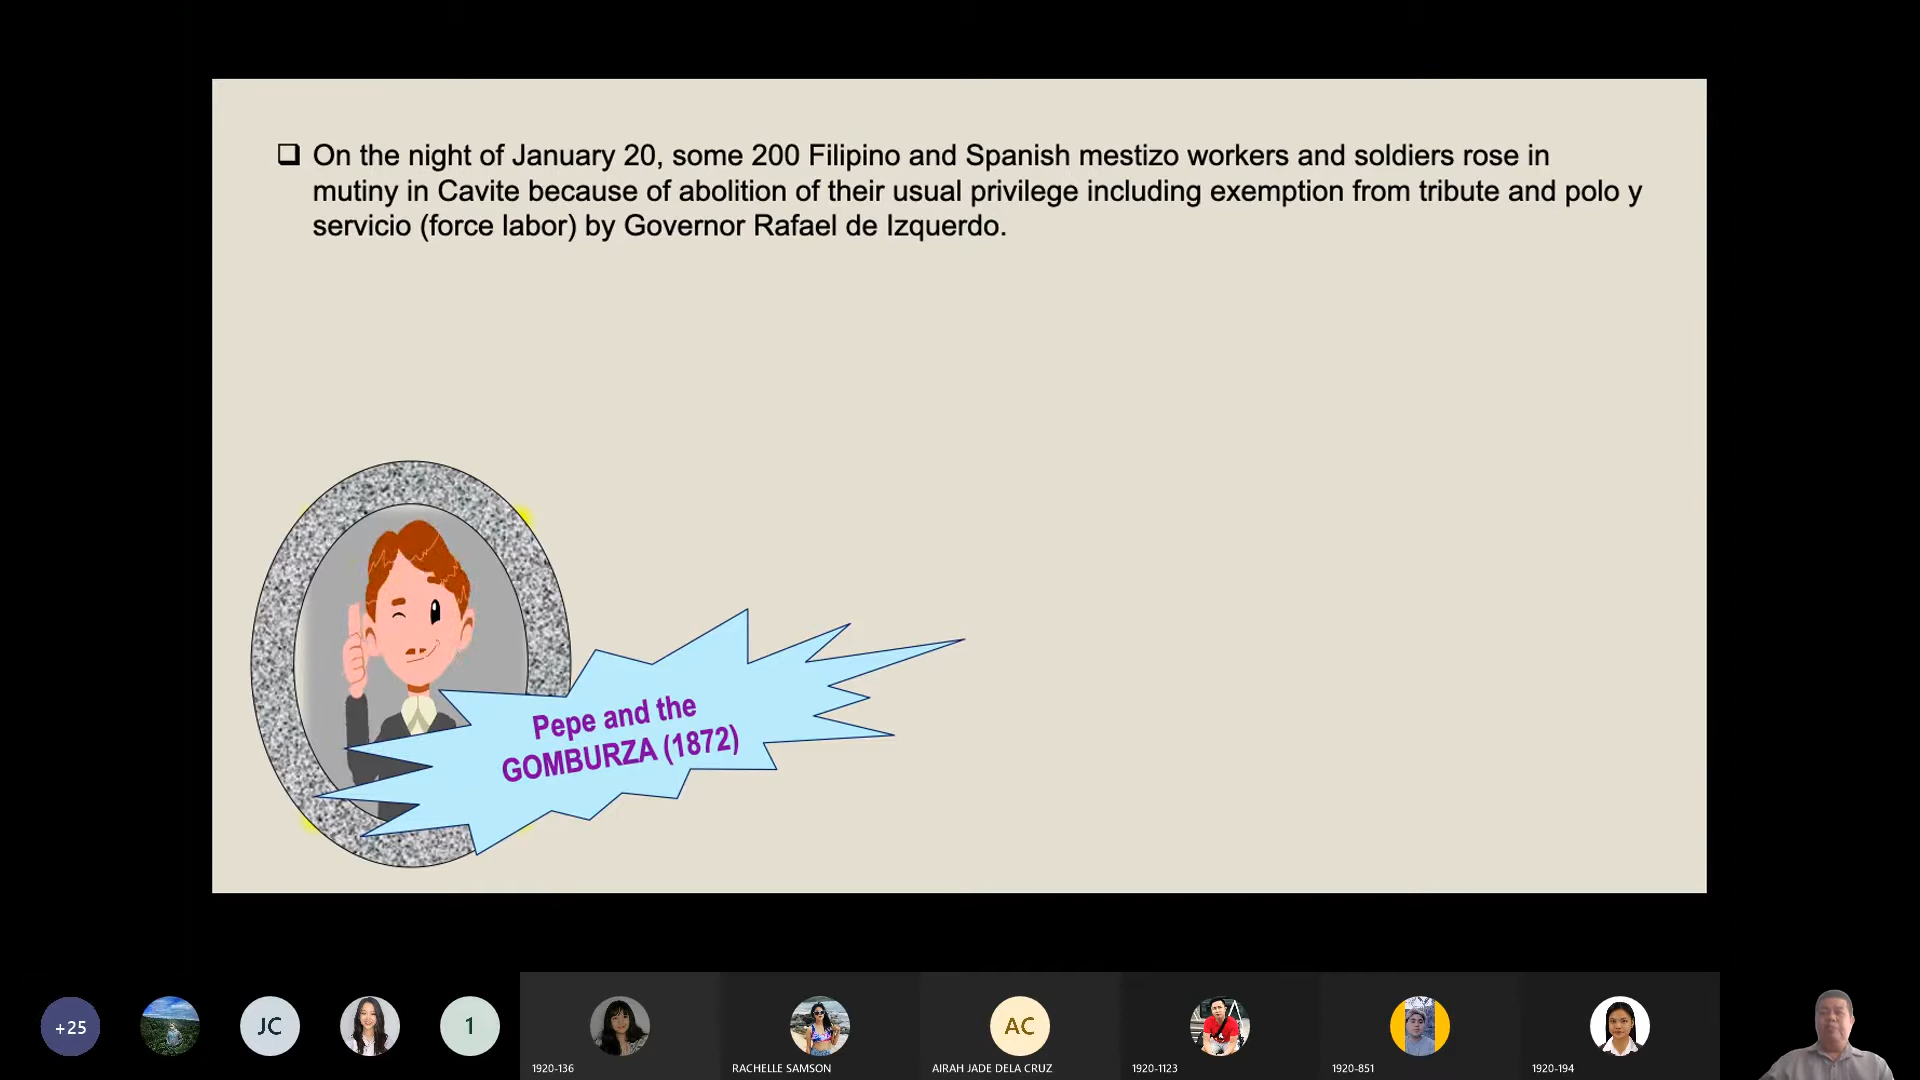 ❑ On the night of January 20, some 200 Filipino and Spanish mestizo workers and soldiers rose in
mutiny in Cavite because of abolition of their usual privilege including exemption from tribute and polo y
servicio (force labor) by Governor Rafael de Izquerdo.
Pepe and the
GOMBURZA (1872)
+25
JC
1
AC
1920-136
RACHELLE SAMSON
AIRAH JADE DELA CRUZ
1920-1123
1920-851
1920-194